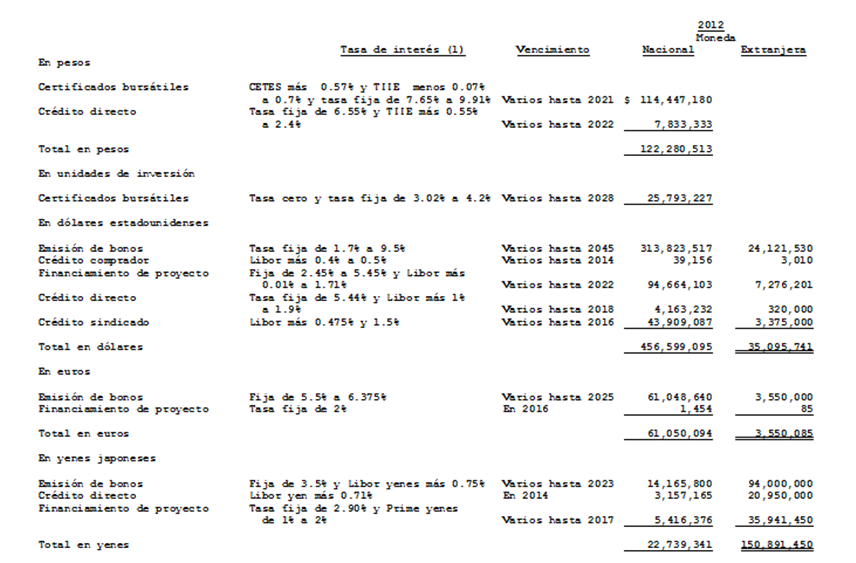 2012
Moneda
Tasa de interés (1) Vencimiento Nacional Extranjera
En pesos
Certificados bursátiles CETES más 0.57% y TIIE menos 0.07%
a 0.7% y tasa fija de 7.65% a 9.91% Varios hasta 2021 $ 114,447,180
Crédito directo Tasa fija de 6.55% y TIIE más 0.55%
a 2.4% Varios hasta 2022 7,833,333
Total en pesos 122,280,513
En unidades de inversión
Certificados bursátiles Tasa cero y tasa fija de 3.02% a 4.2% Varios hasta 2028 25,793,227
En dólares estadounidenses
Emisión de bonos Tasa fija de 1.7% a 9.5% Varios hasta 2045 313,823,517 24,121,530
Crédito comprador Libor más 0.4% a 0.5% Varios hasta 2014 39,156 3,010
Financiamiento de proyecto Fija de 2.45% a 5.45% y Libor más
0.01% a 1.71% Varios hasta 2022 94,664,103 7,276,201
Crédito directo Tasa fija de 5.44% y Libor más 1%
a 1.9% Varios hasta 2018 4,163,232 320,000
Crédito sindicado Libor más 0.475% y 1.5% Varios hasta 2016 43,909,087 3,375,000
Total en dólares 456,599,095 35,095,741
En euros
Emisión de bonos Fija de 5.5% a 6.375% Varios hasta 2025 61,048,640 3,550,000
Financiamiento de proyecto Tasa fija de 2% En 2016 1,454 85
Total en euros 61,050,094 3,550,085
En yenes japoneses
Emisión de bonos Fija de 3.5% y Libor yenes más 0.75% Varios hasta 2023 14,165,800 94,000,000
Crédito directo Libor yen más 0.71% En 2014 3,157,165 20,950,000
Financiamiento de proyecto Tasa fija de 2.90% y Prime yenes
de 1% a 2% Varios hasta 2017 5,416,376 35,941,450
Total en yenes 22,739,341 150,891,450